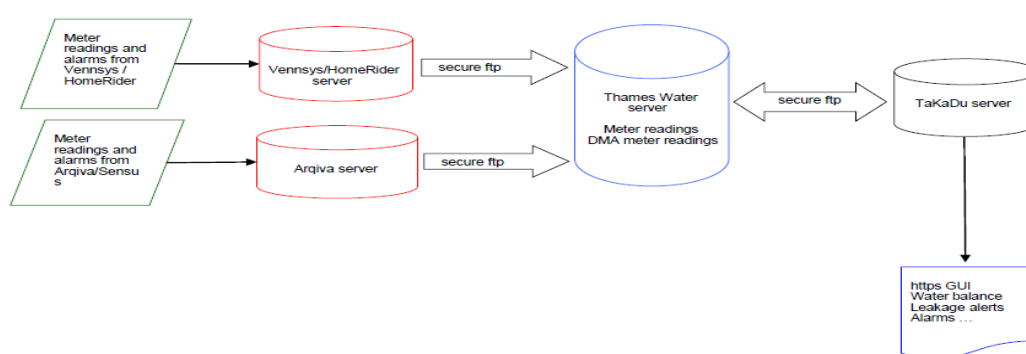 Meter
readings and
alarms from
Vennsys /
HomeRider
Vennsys/HomeRider
server
secure ftp
Thames Water
server
Meter readings
DMA meter readings
secure ftp
TaKaDu server
Meter
readings and
alarms from
Arqiva/Sensu
s
Arqiva server
secure ftp
https GUI
Water balance
Leakage alerts
Alarms ...